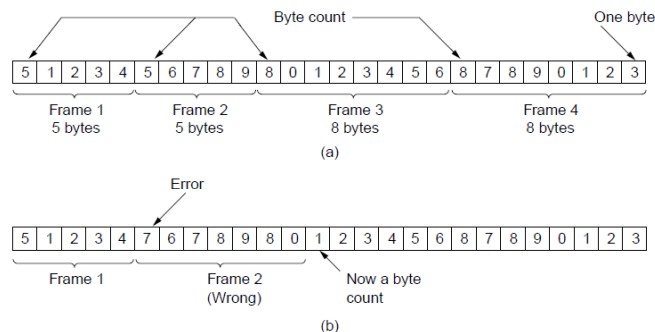 Byte count
One byte
5 1 2 3 4 5 6 7 8 9 8 0 1 2 3 4 5 6 8 7 8 9 0 1 2 3
Frame 1 Frame 2 Frame 3 Frame 4
5 bytes 5 bytes 8 bytes 8 bytes
(a)
Error
5 1 2 3 4 7 6 7 8 9 8 0 1 2 3 4 5 6 8 7 8 9 0 1 2 3
Frame 1 Frame 2 Now a byte
(Wrong) count
(b)